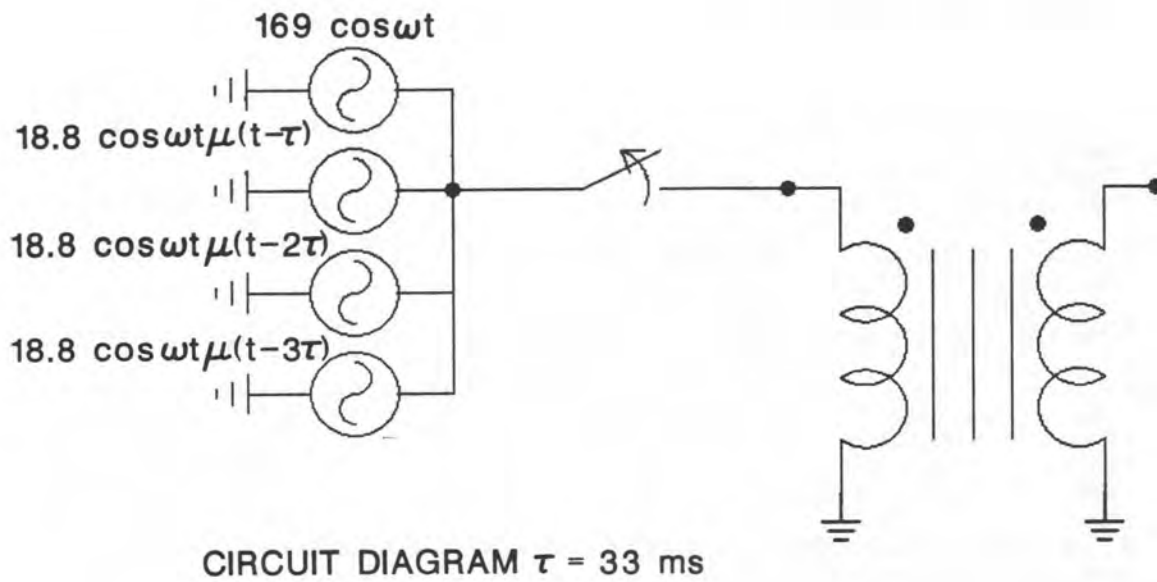 169 cosωt
18.8 cosωtμ(t-τ)
18.8 cosωtμ(t-2τ)
18.8 cosωtμ(t-3τ)
CIRCUIT DIAGRAM τ = 33 ms